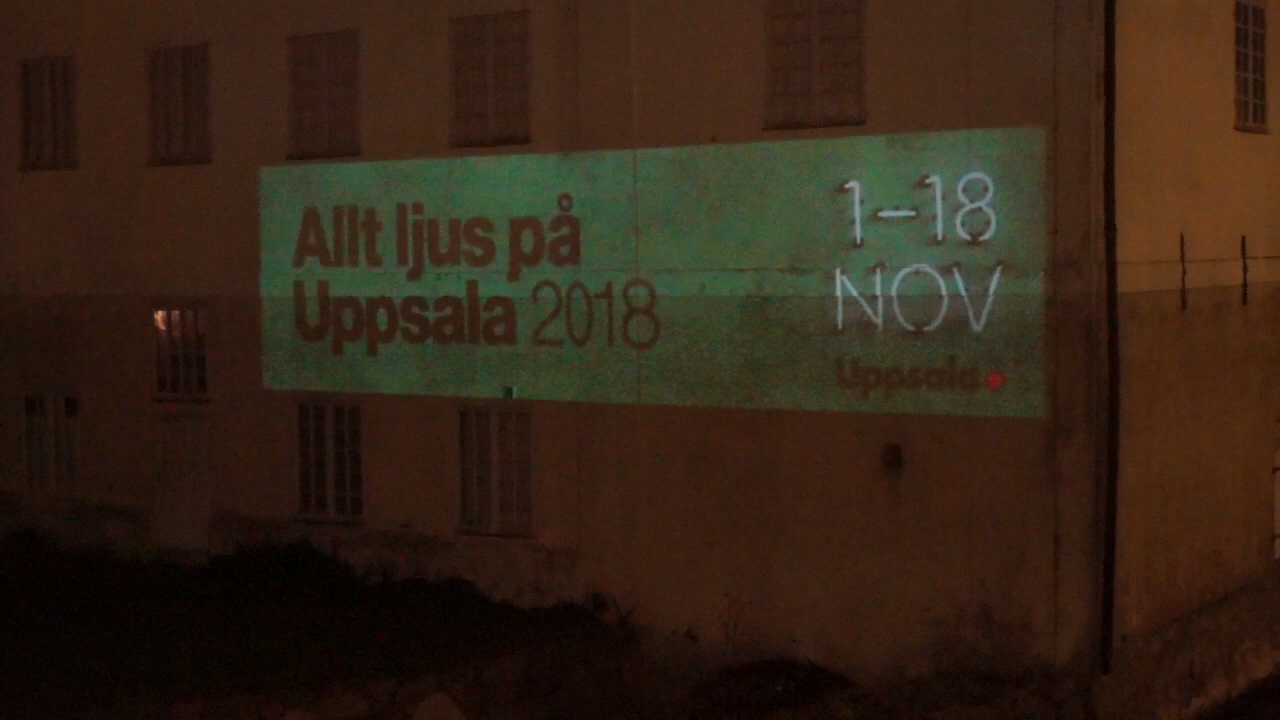 Allt ljus på
Uppsala 2018
1–18
NOV
Uppsala